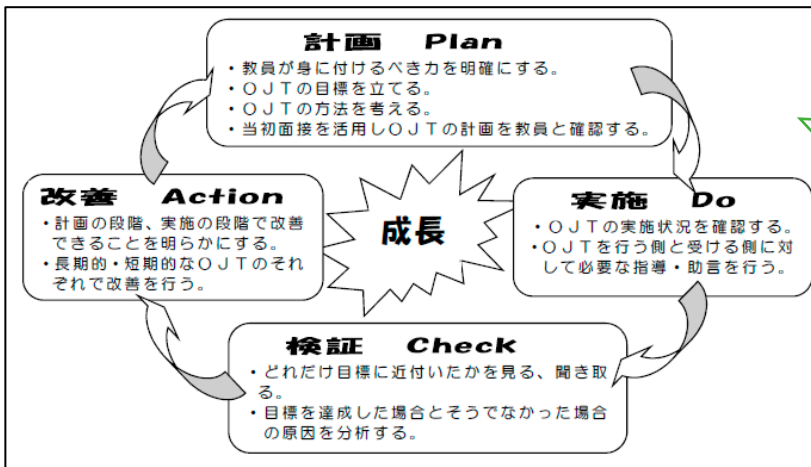 計画 Plan
・教員が身に付けるべき力を明確にする。
・ＯＪＴの目標を立てる。
・ＯＪＴの方法を考える。
・当初面接を活用しＯＪＴの計画を教員と確認する。
改善 Action
・計画の段階、実施の段階で改善
できることを明らかにする。
・長期的・短期的なＯＪＴのそれ
ぞれで改善を行う。
成長
実施 Do
・ＯＪＴの実施状況を確認する。
・ＯＪＴを行う側と受ける側に対
して必要な指導・助言を行う。
検証 Check
・どれだけ目標に近付いたかを見る、聞き取
る。
・目標を達成した場合とそうでなかった場合
の原因を分析する。